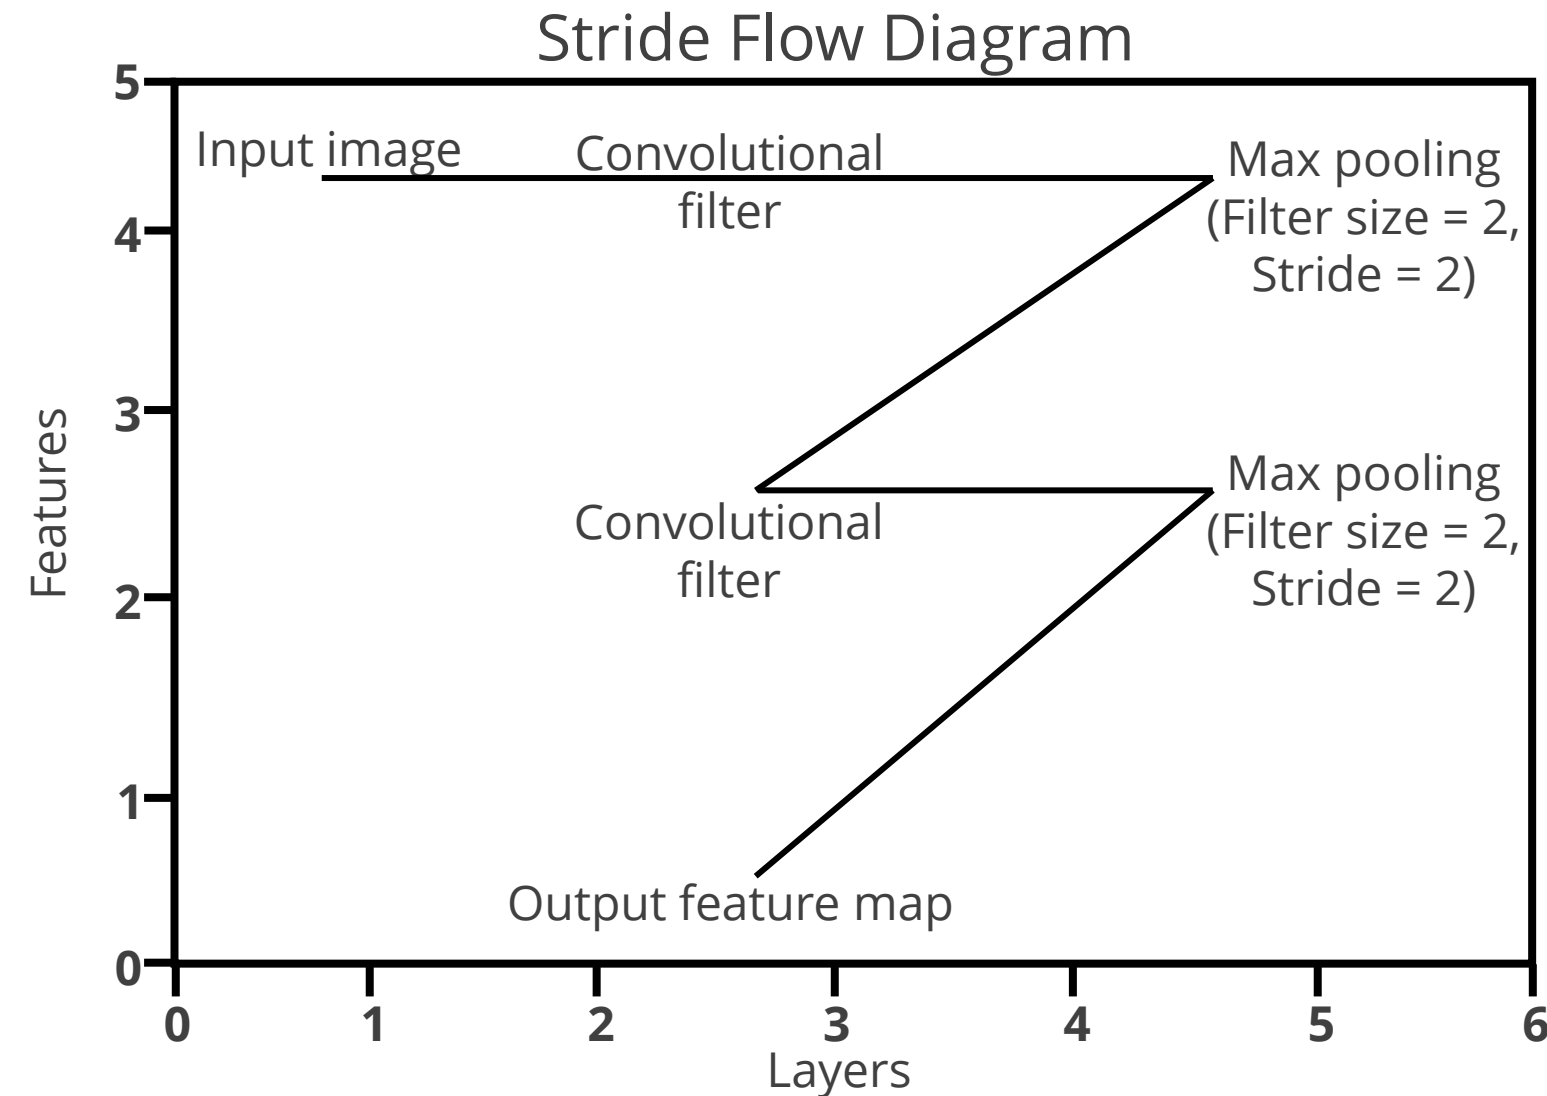 Stride Flow Diagram
5
Input image
Convolutional
filter
Max pooling
(Filter size = 2,
Stride = 2)
4
3
Features
Convolutional
filter
Max pooling
(Filter size = 2,
Stride = 2)
2
1
Output feature map
0
0 1 2 3 4 5 6
Layers